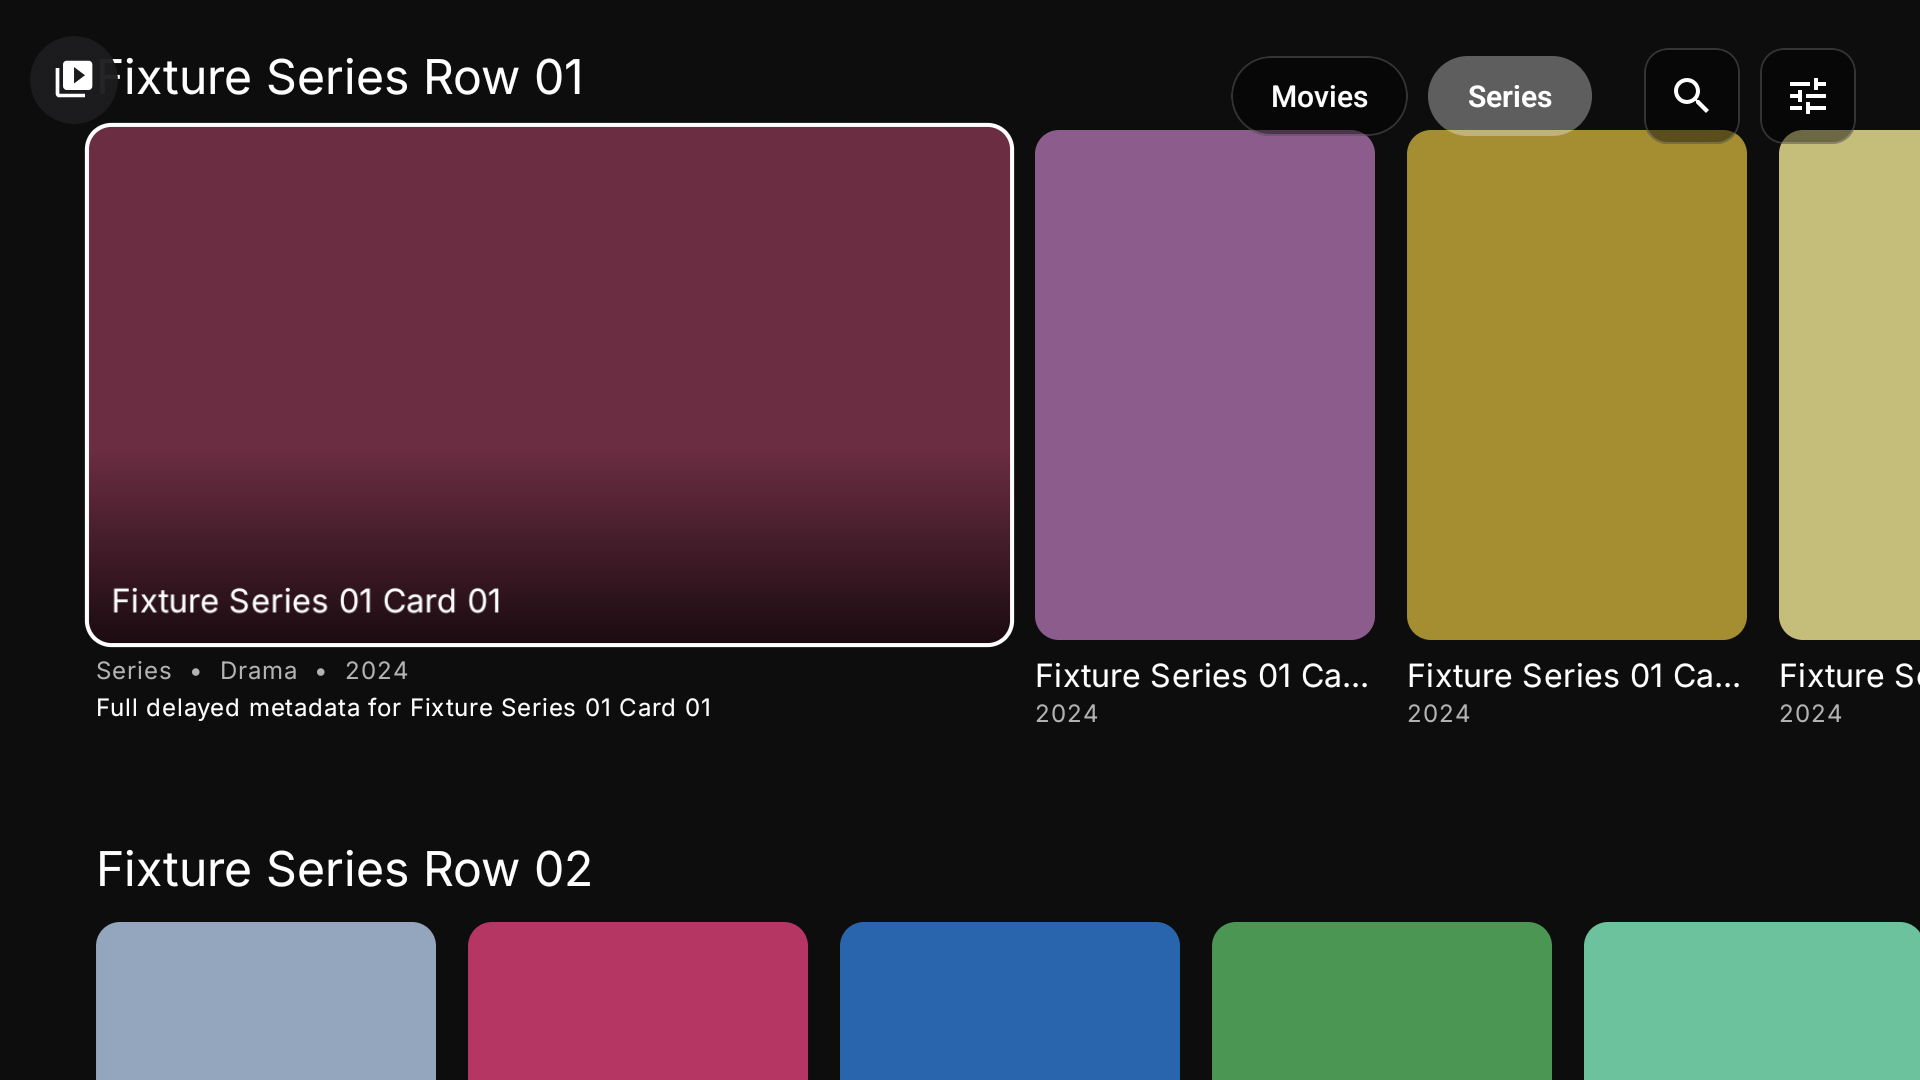 Fixture Series Row 01
Movies
Series
Fixture Series 01 Card 01
Series • Drama • 2024
Full delayed metadata for Fixture Series 01 Card 01
Fixture Series 01 Ca...
2024
Fixture Series 01 Ca...
2024
Fixture S
2024
Fixture Series Row 02